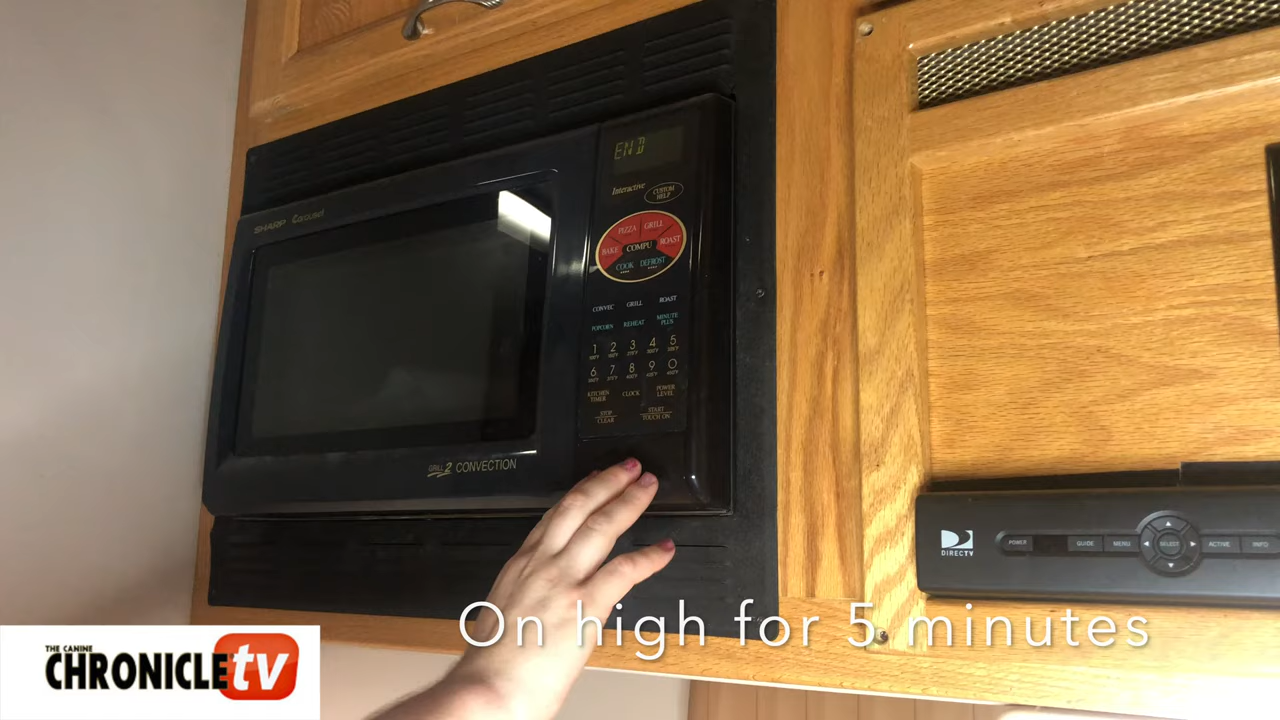 END
Interactive
CUSTOM
HELP
SHARP Carousel
PIZZA GRILL
BAKE COMPU ROAST
COOK DEFROST
CONVEC GRILL ROAST
POPCORN REHEAT MINUTE
PLUS
1 2 3 4 5
6 7 8 9 0
KITCHEN
TIMER
CLOCK
POWER
LEVEL
STOP
CLEAR
START
TOUCH ON
GRILL 2 CONVECTION
DIRECTV
POWER GUIDE MENU SELECT ACTIVE INFO
On high for 5 minutes
THE CANINE
CHRONICLE tv